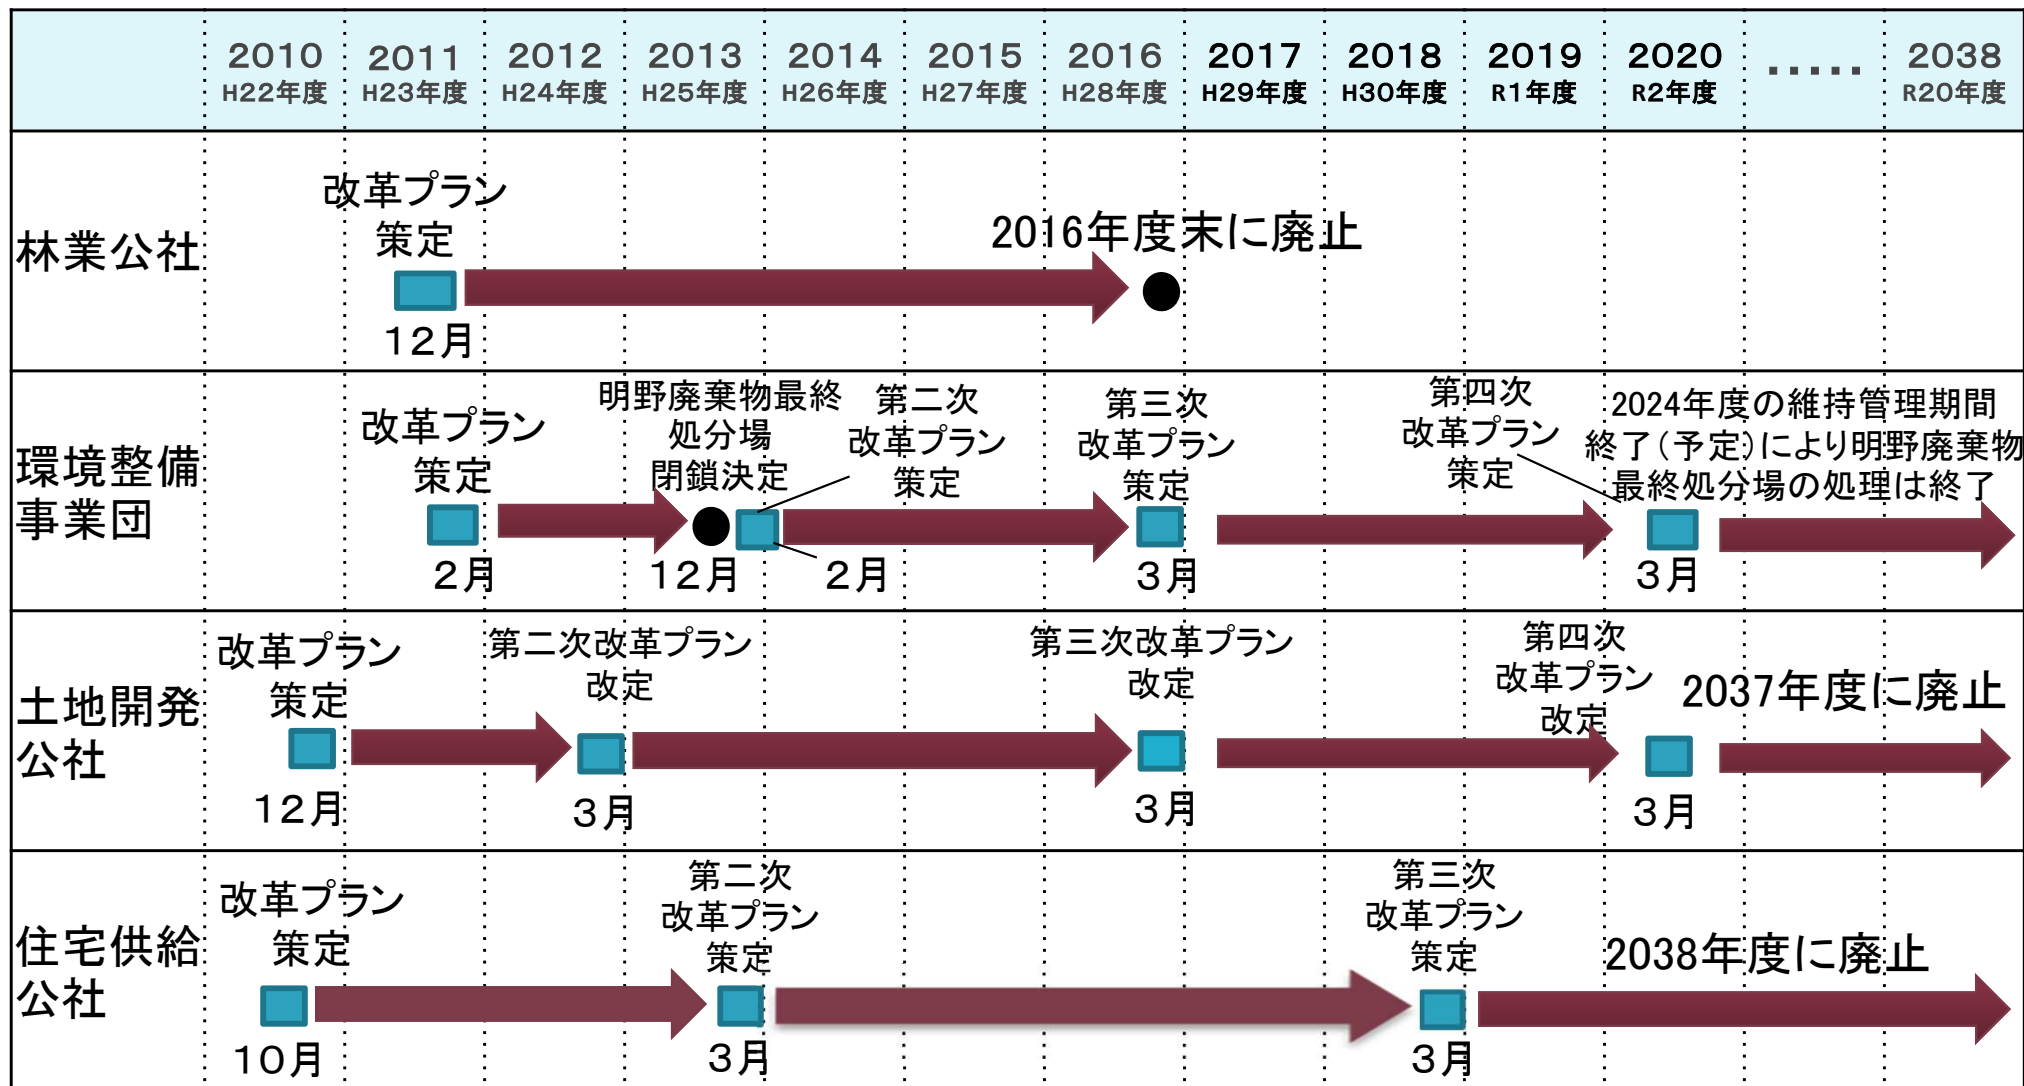 2010 2011 2012 2013 2014 2015 2016 2017 2018 2019 2020 ・・・・・ 2038
H22年度 H23年度 H24年度 H25年度 H26年度 H27年度 H28年度 H29年度 H30年度 R1年度 R2年度 R20年度
林業公社
改革プラン
策定
12月
2016年度末に廃止
環境整備
事業団
改革プラン
策定
2月
明野廃棄物最終
処分場
閉鎖決定
12月
第二次
改革プラン
策定
2月
第三次
改革プラン
策定
3月
第四次
改革プラン
策定
3月
2024年度の維持管理期間
終了(予定)により明野廃棄物
最終処分場の処理は終了
土地開発
公社
改革プラン
策定
12月
第二次改革プラン
改定
3月
第三次改革プラン
改定
3月
第四次
改革プラン
改定
3月
2037年度に廃止
住宅供給
公社
改革プラン
策定
10月
第二次
改革プラン
策定
3月
第三次
改革プラン
策定
3月
2038年度に廃止